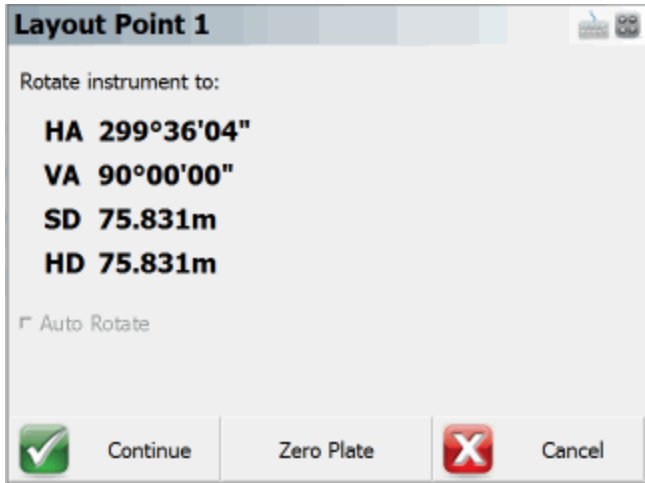 Layout Point 1
Rotate instrument to:
HA 299°36'04"
VA 90°00'00"
SD 75.831m
HD 75.831m
Auto Rotate
Continue Zero Plate Cancel